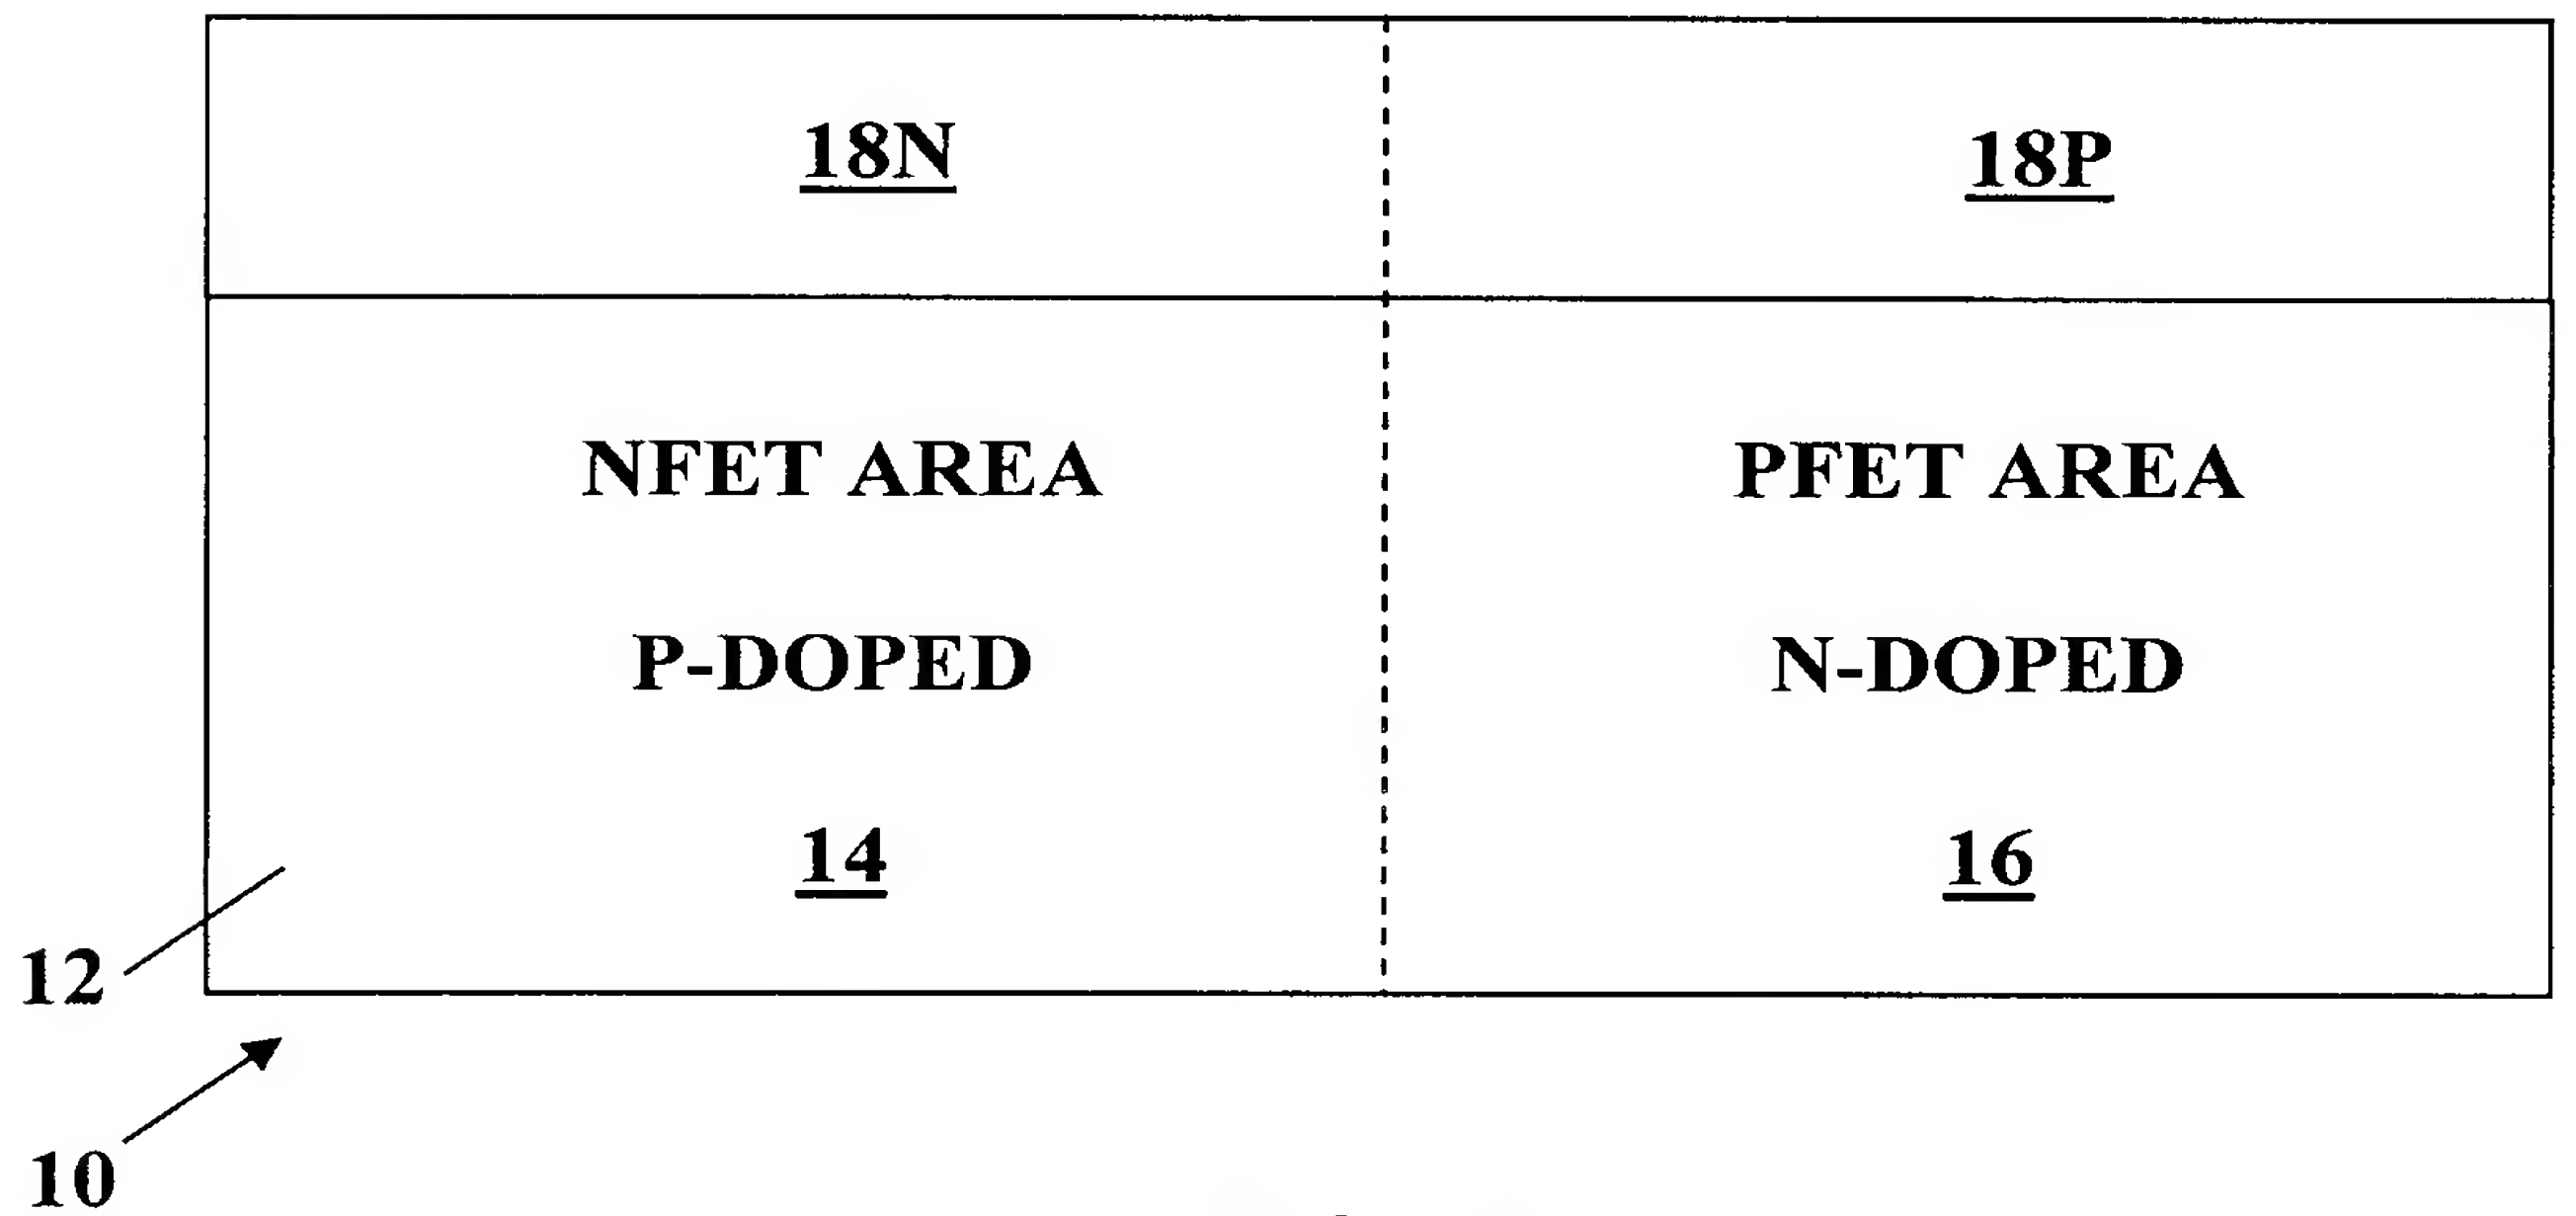 18N
18P
NFET AREA
PFET AREA
P-DOPED
N-DOPED
14
16
12
10